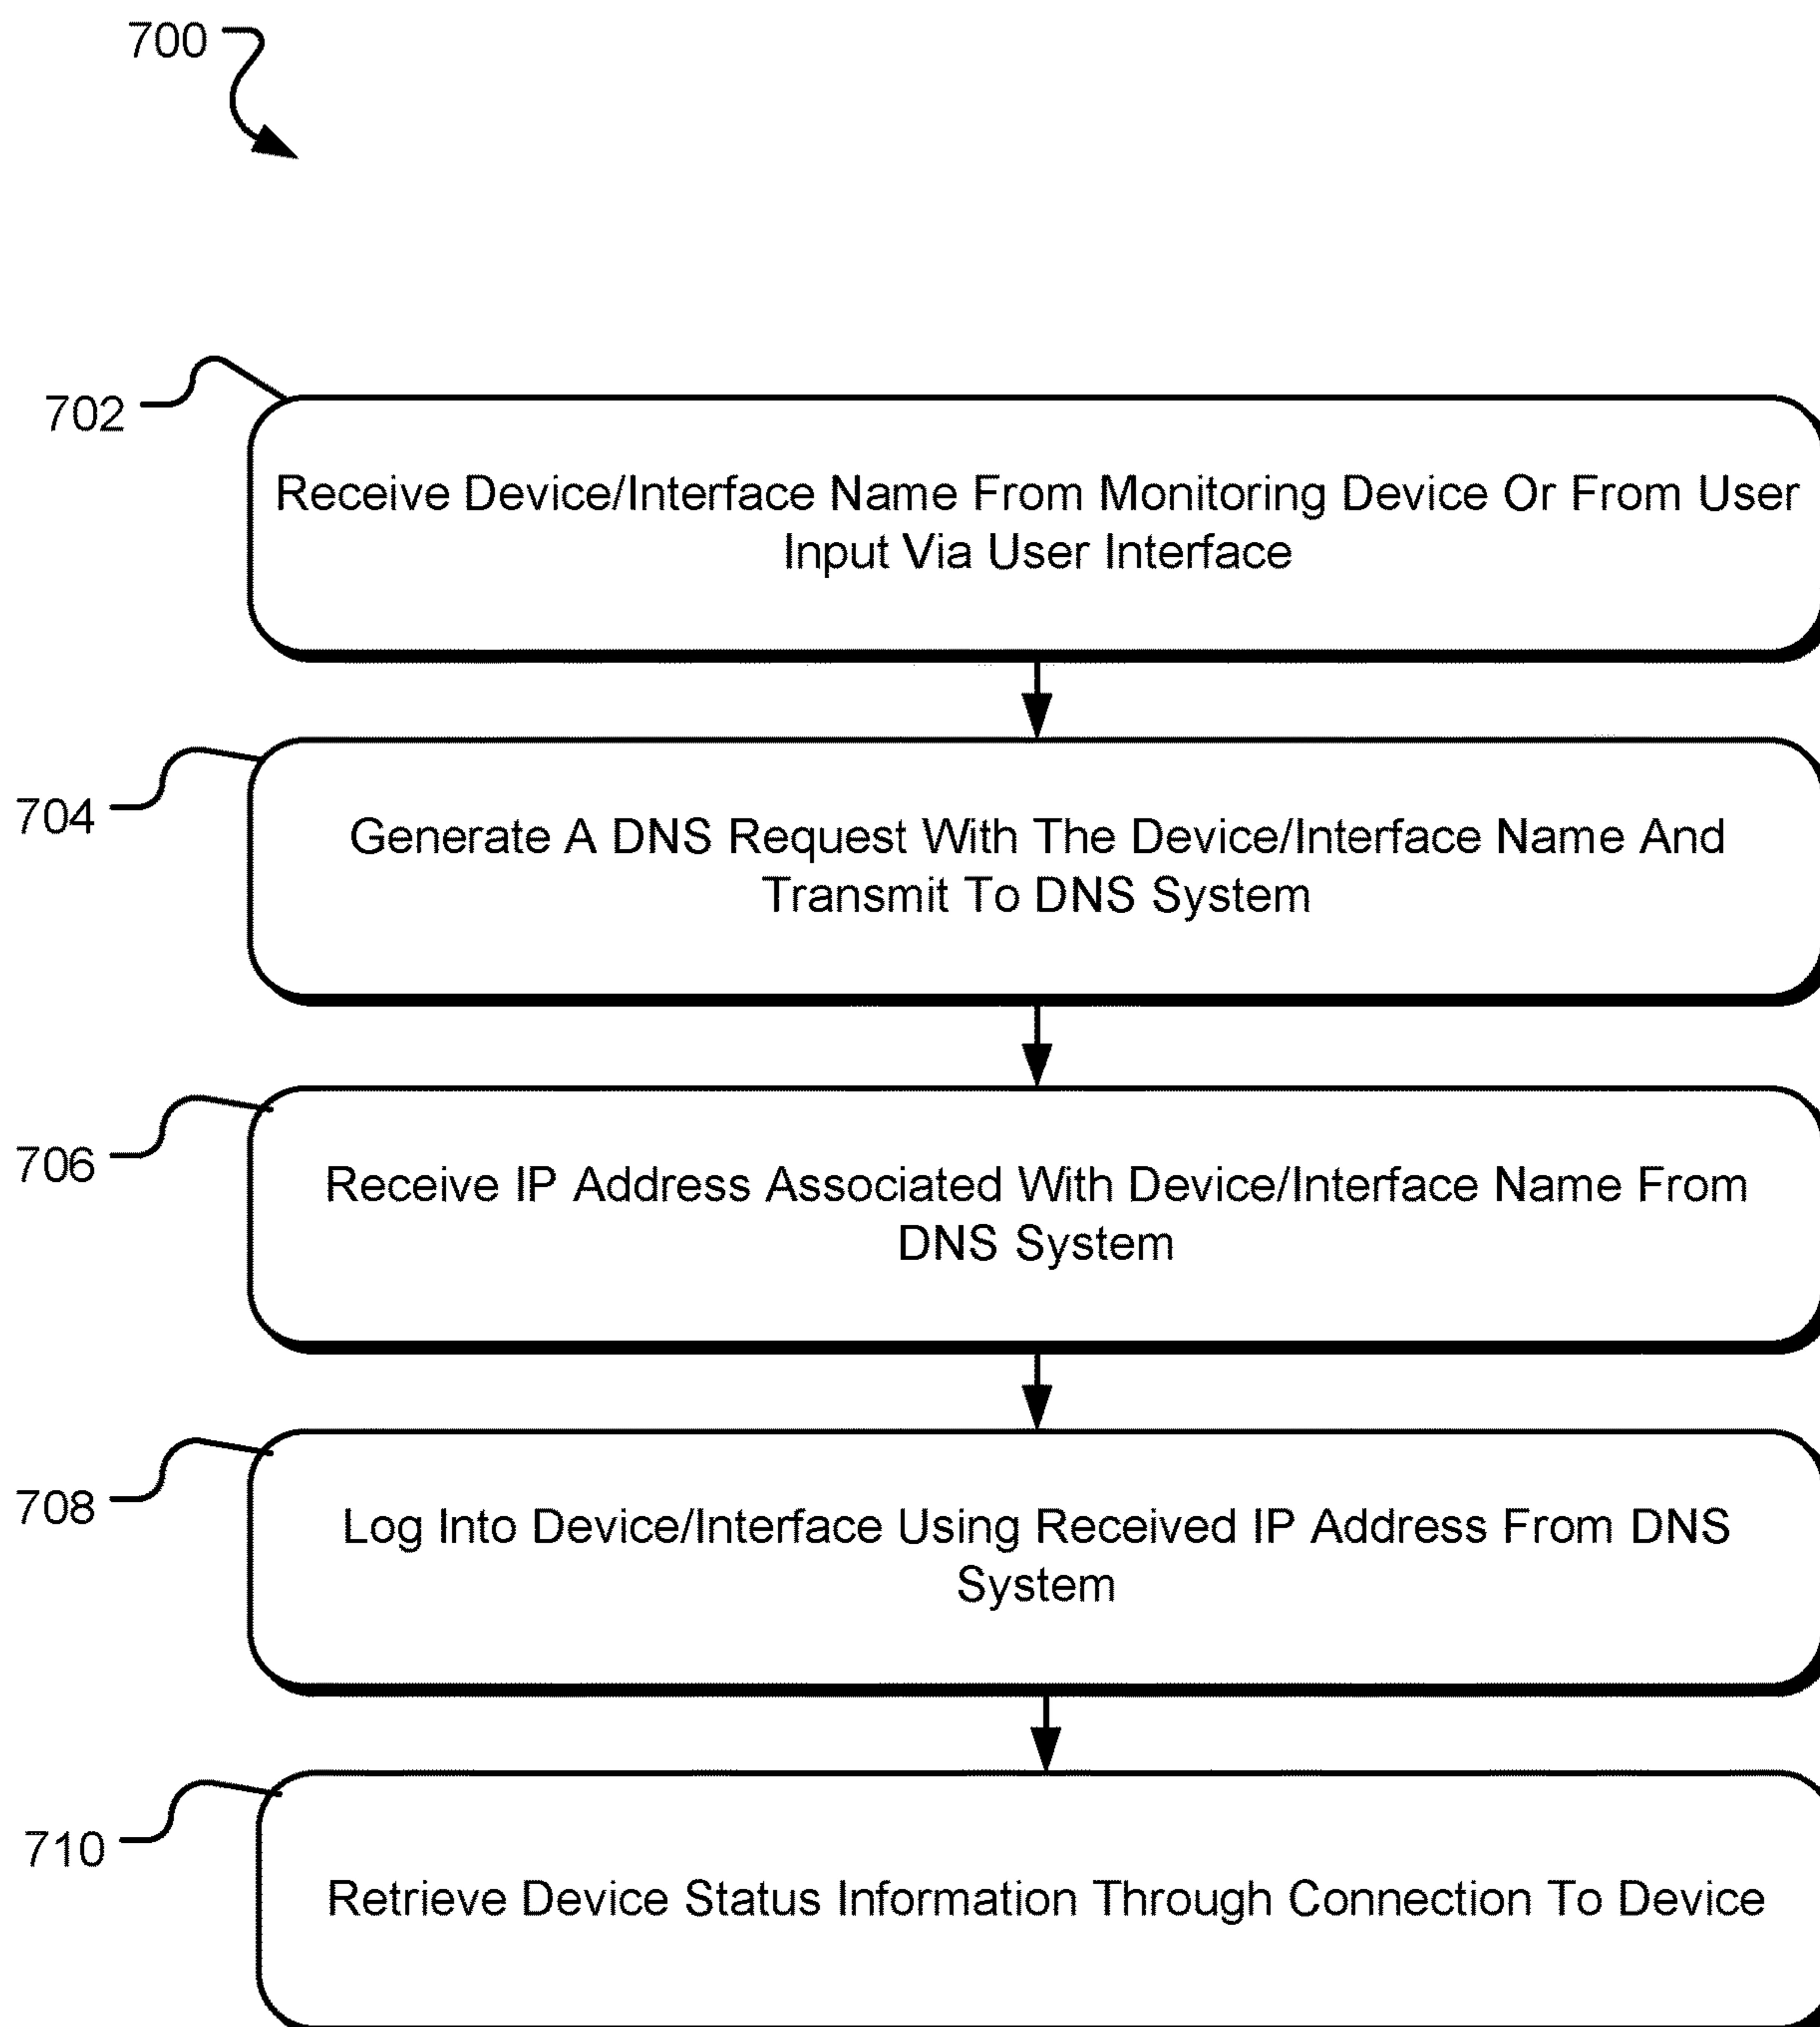 700
702
Receive Device/Interface Name From Monitoring Device Or From User
Input Via User Interface
704
Generate A DNS Request With The Device/Interface Name And
Transmit To DNS System
706
Receive IP Address Associated With Device/Interface Name From
DNS System
708
Log Into Device/Interface Using Received IP Address From DNS
System
710
Retrieve Device Status Information Through Connection To Device